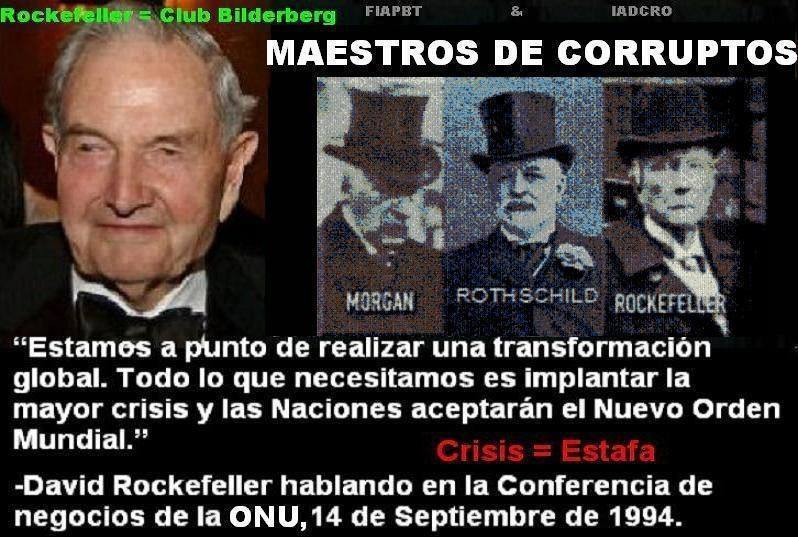 Rockefeller = Club Bilderberg FIAPBT & IADCRO
MAESTROS DE CORRUPTOS
MORGAN ROTHSCHILD ROCKEFELLER
“Estamos a punto de realizar una transformación
global. Todo lo que necesitamos es implantar la
mayor crisis y las Naciones aceptarán el Nuevo Orden
Mundial.”
Crisis = Estafa
-David Rockefeller hablando en la Conferencia de
negocios de la ONU, 14 de Septiembre de 1994.